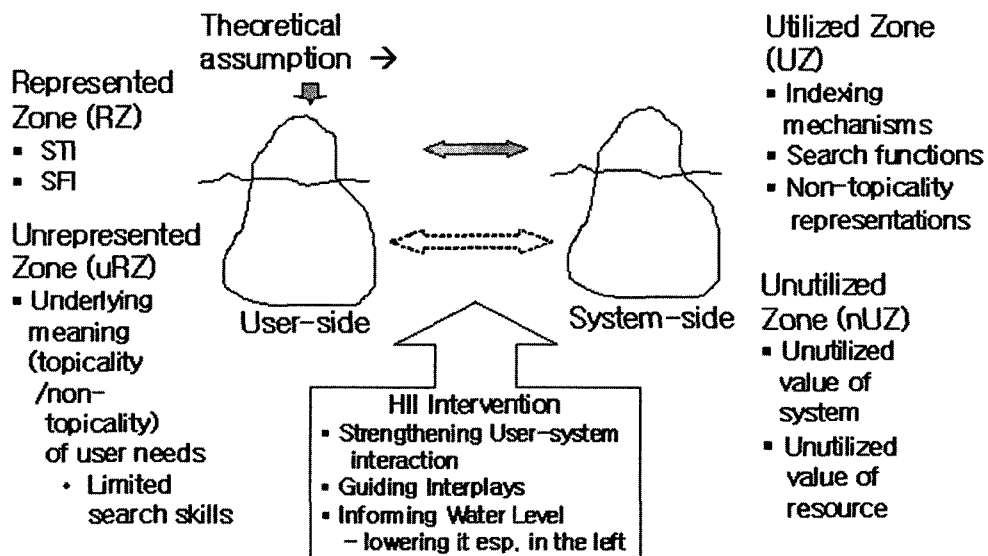 Theoretical
assumption →
Represented
Zone (RZ)
▪ STI
▪ SFI
Unrepresented
Zone (uRZ)
▪ Underlying
meaning
(topicality
/non-
topicality)
of user needs
• Limited
search skills
User-side
System-side
HII Intervention
▪ Strengthening User-system
interaction
▪ Guiding Interplays
▪ Informing Water Level
- lowering it esp. in the left
Utilized Zone
(UZ)
▪ Indexing
mechanisms
▪ Search functions
▪ Non-topicality
representations
Unutilized
Zone (nUZ)
▪ Unutilized
value of
system
▪ Unutilized
value of
resource